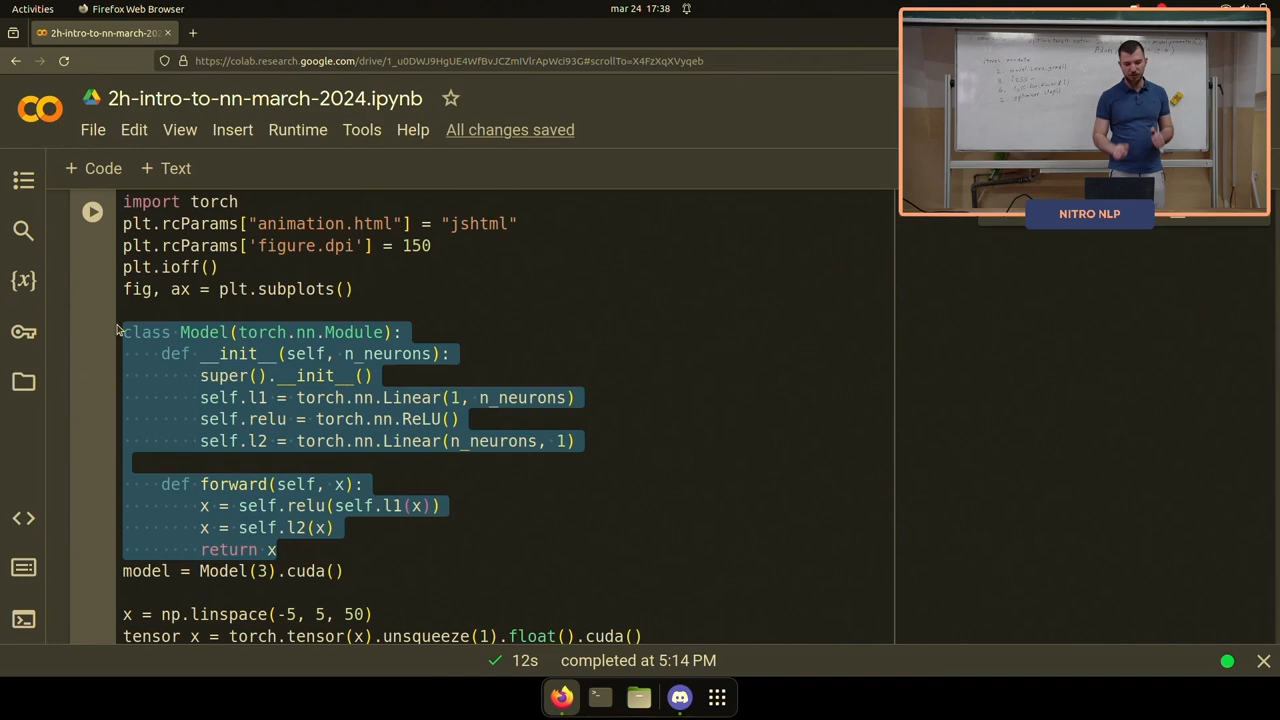 Activities
Firefox Web Browser
mar 24 17:38
2h-intro-to-nn-march-2024.ipynb
https://colab.research.google.com/drive/1_u0DWJ9HgUE4WfBvJCZmIVlrApWci93G#scrollTo=X4FzXqXVyqeb
2h-intro-to-nn-march-2024.ipynb
File Edit View Insert Runtime Tools Help All changes saved
+ Code + Text
NITRO NLP
import torch
plt.rcParams["animation.html"] = "jshtml"
plt.rcParams['figure.dpi'] = 150
plt.ioff()
fig, ax = plt.subplots()
class Model(torch.nn.Module):
def __init__(self, n_neurons):
super().__init__()
self.l1 = torch.nn.Linear(1, n_neurons)
self.relu = torch.nn.ReLU()
self.l2 = torch.nn.Linear(n_neurons, 1)
def forward(self, x):
x = self.relu(self.l1(x))
x = self.l2(x)
return x
model = Model(3).cuda()
x = np.linspace(-5, 5, 50)
tensor x = torch.tensor(x).unsqueeze(1).float().cuda()
12s completed at 5:14 PM